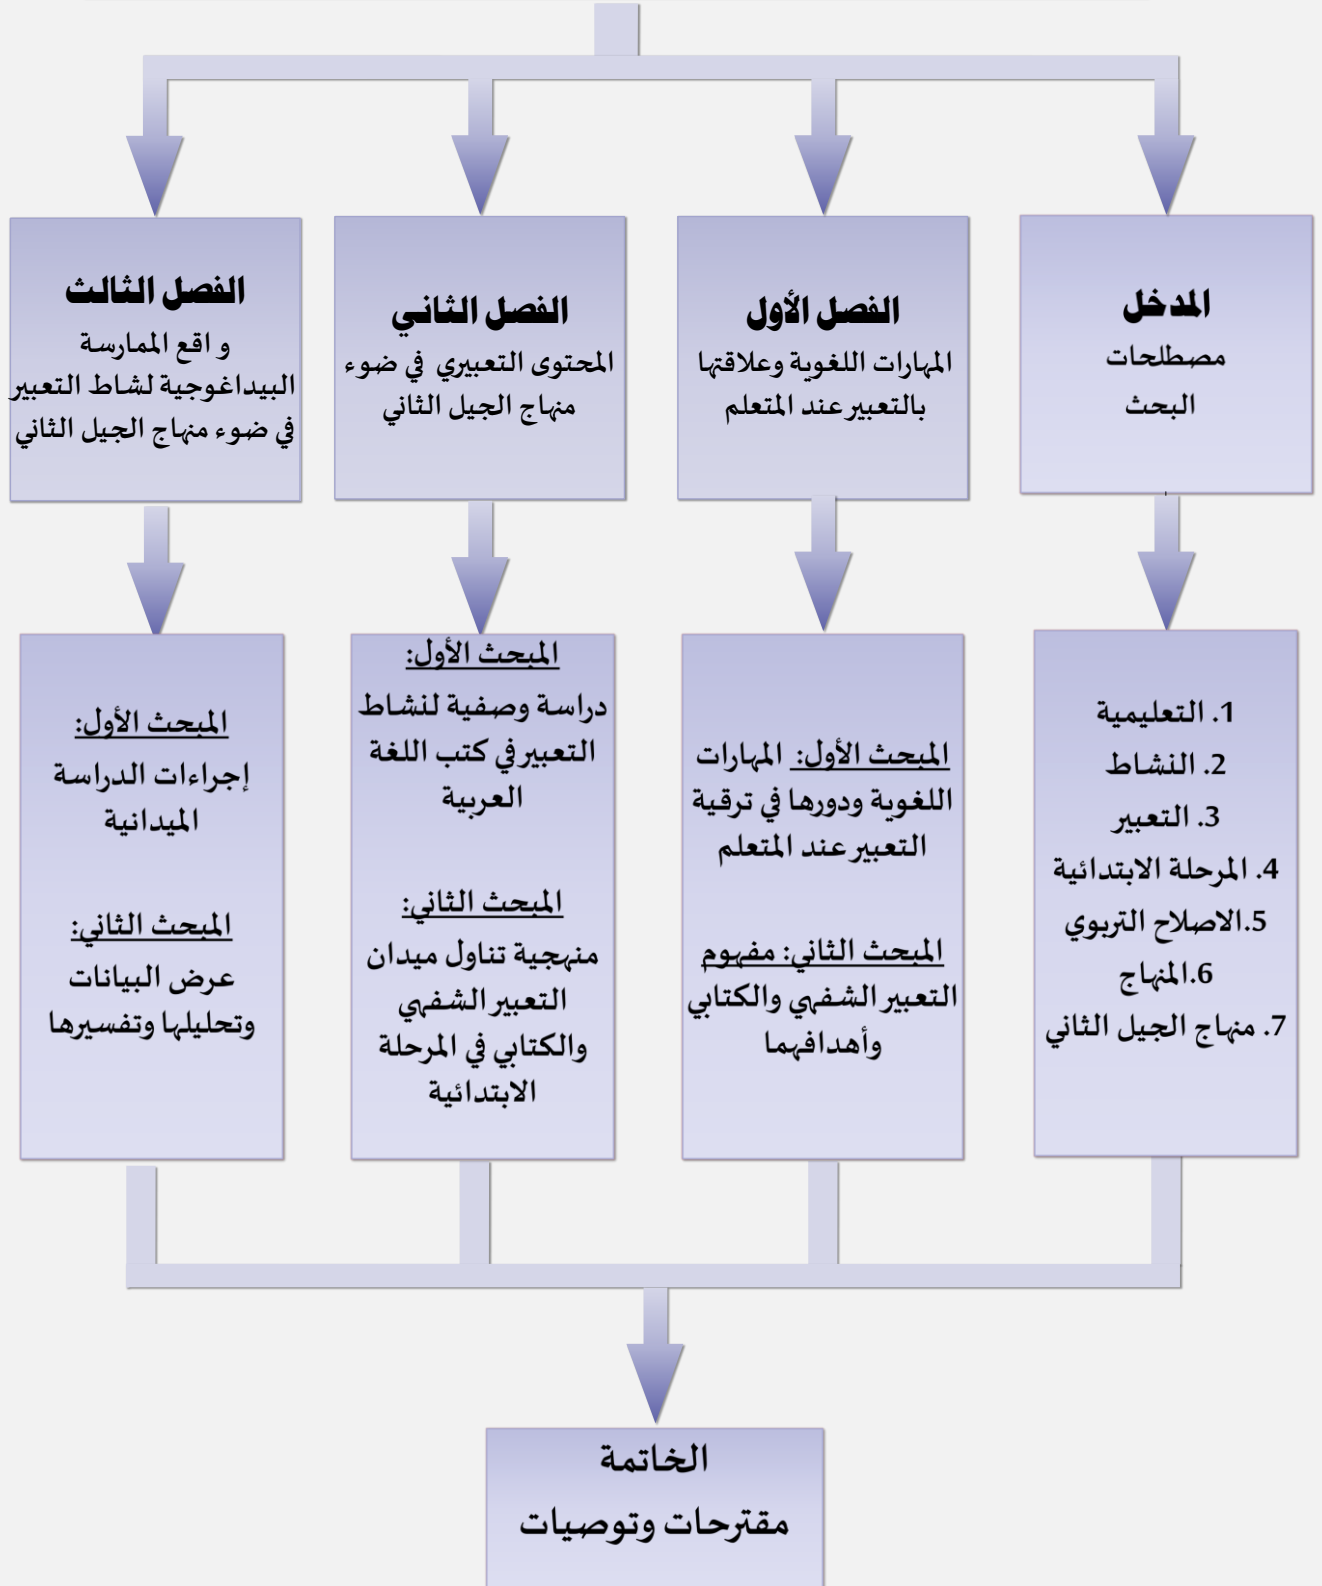 المدخل
مصطلحات
البحث
الفصل الأول
المهارات اللغوية وعلاقتها
بالتعبير عند المتعلم
الفصل الثاني
المحتوى التعبيري في ضوء
منهاج الجيل الثاني
الفصل الثالث
و اقع الممارسة
البيداغوجية لشاط التعبير
في ضوء منهاج الجيل الثاني
1. التعليمية
2. النشاط
3. التعبير
4. المرحلة الابتدائية
5.الاصلاح التربوي
6.المنهاج
7. منهاج الجيل الثاني
المبحث الأول: المهارات
اللغوية ودورها في ترقية
التعبير عند المتعلم
المبحث الثاني: مفهوم
التعبير الشفهي والكتابي
وأهدافهما
المبحث الأول:
دراسة وصفية لنشاط
التعبير في كتب اللغة
العربية
المبحث الثاني:
منهجية تناول ميدان
التعبير الشفهي
والكتابي في المرحلة
الابتدائية
المبحث الأول:
إجراءات الدراسة
الميدانية
المبحث الثاني:
عرض البيانات
وتحليلها وتفسيرها
الخاتمة
مقترحات وتوصيات